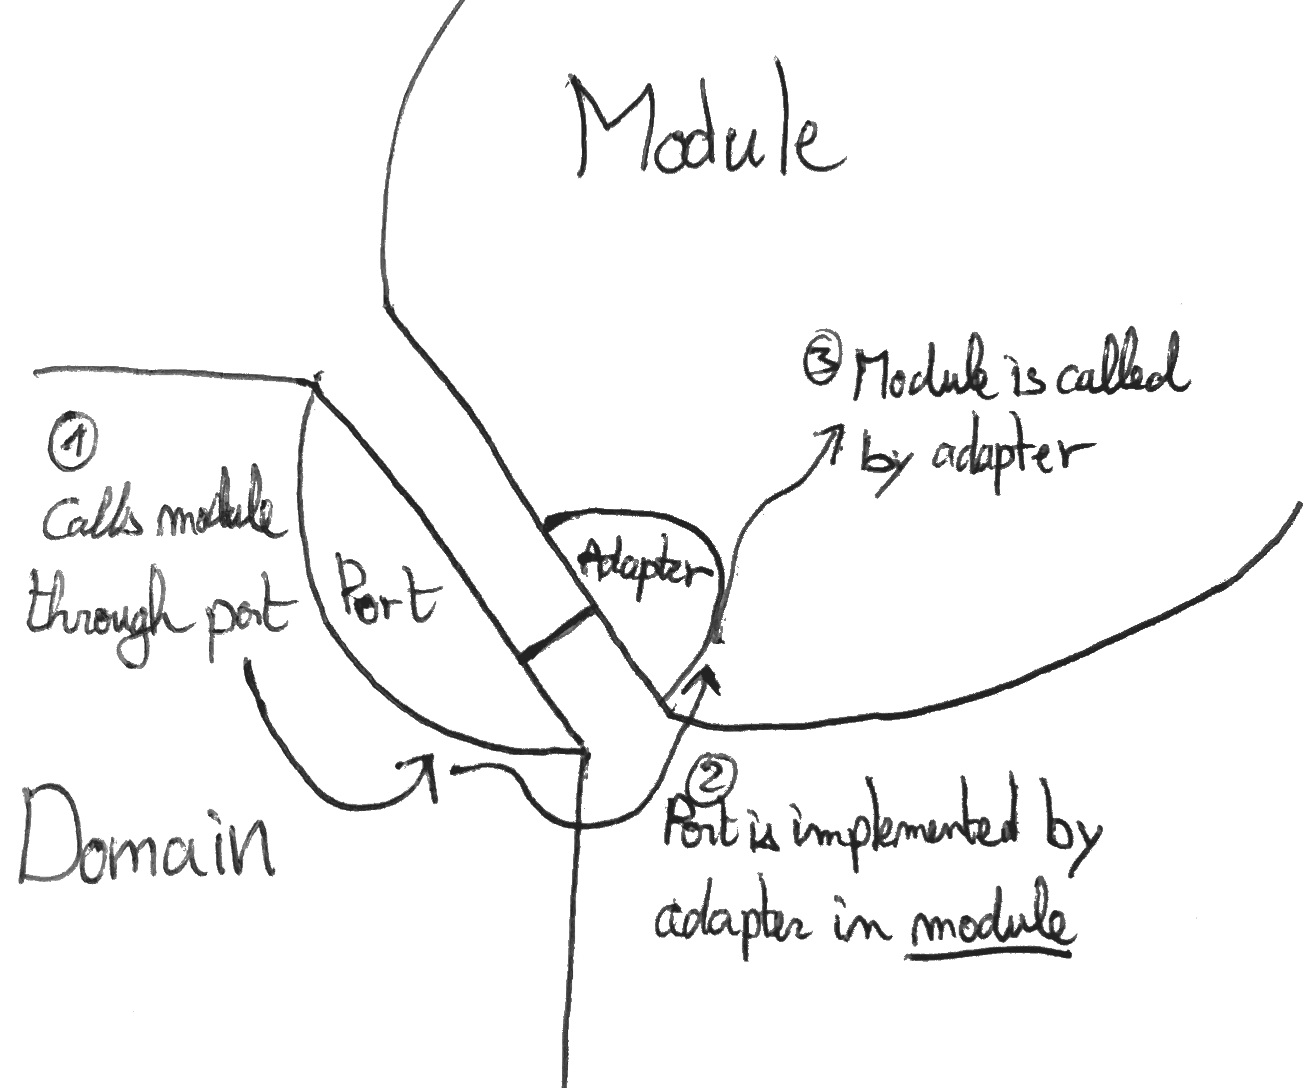 Module
③ Module is called
by adapter
①
Calls module
through port
Port
Adapter
②
Port is implemented by
adapter in module
Domain